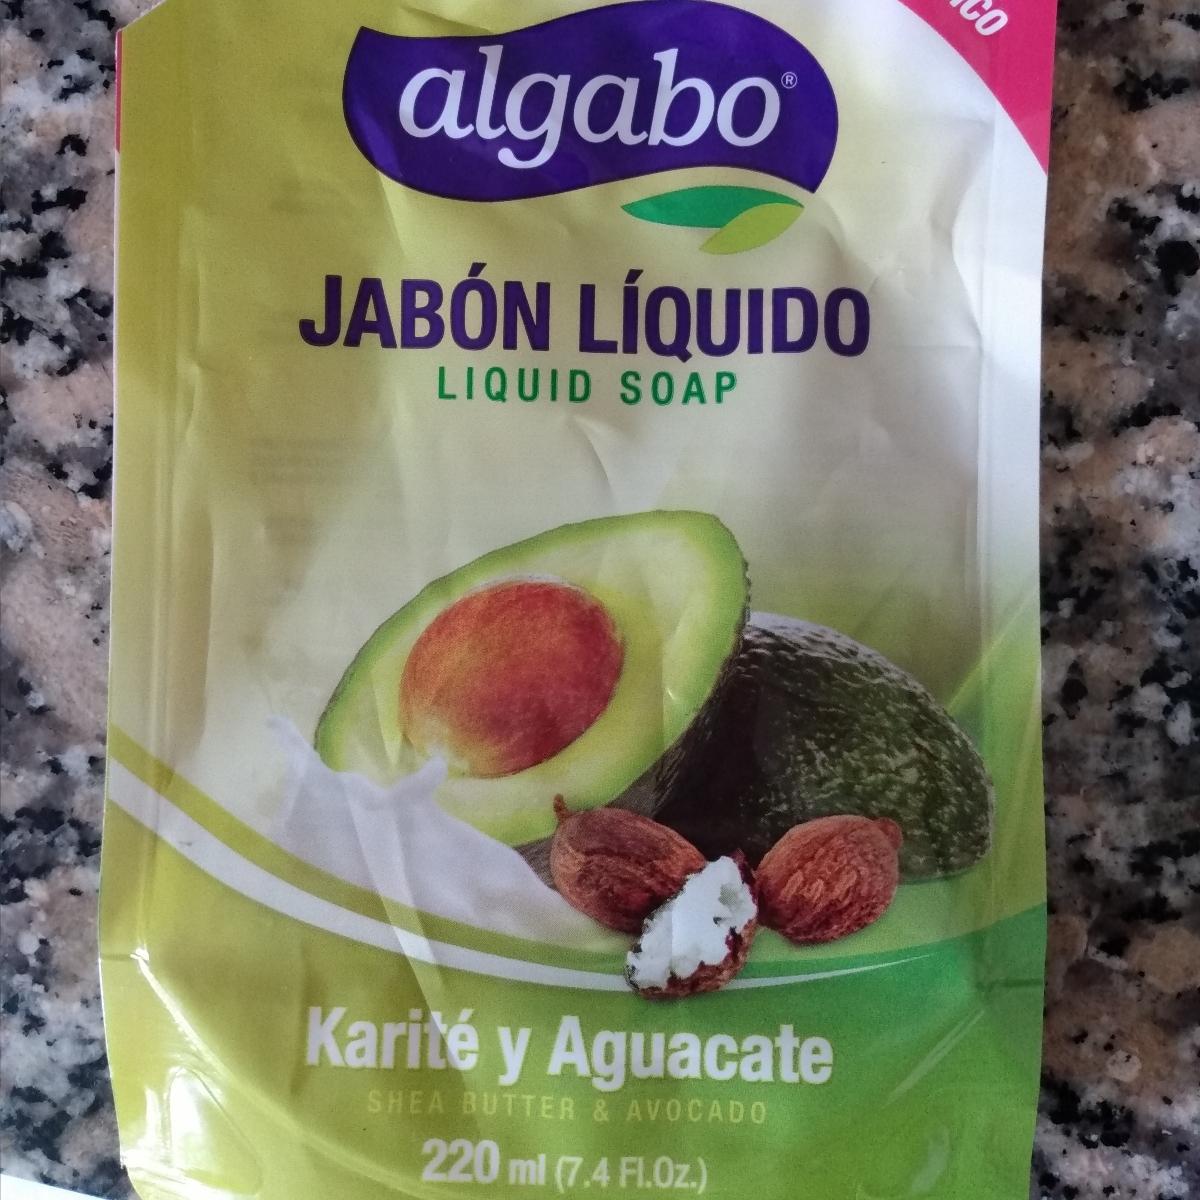 algabo®
JABÓN LÍQUIDO
LIQUID SOAP
Karité y Aguacate
SHEA BUTTER & AVOCADO
220 ml (7.4 Fl.Oz.)